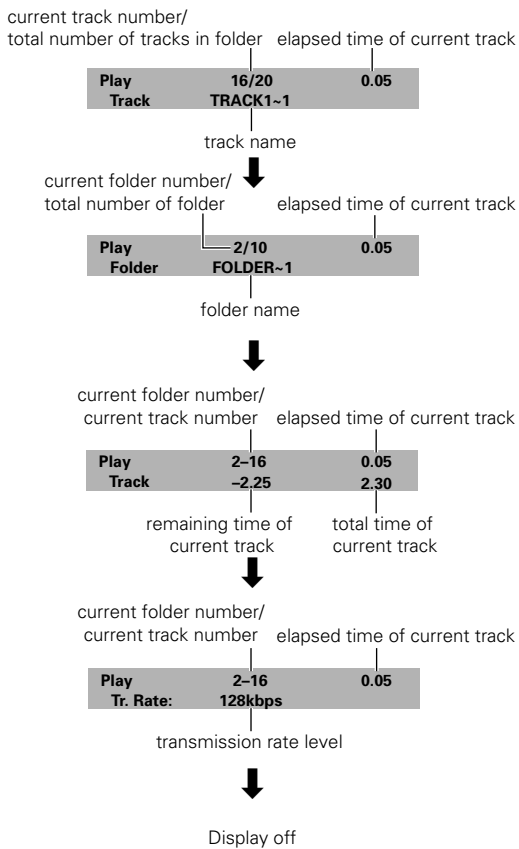 current track number/
total number of tracks in folder elapsed time of current track
Play 16/20 0.05
Track TRACK1~1
track name
current folder number/
total number of folder elapsed time of current track
Play 2/10 0.05
Folder FOLDER~1
folder name
current folder number/
current track number elapsed time of current track
Play 2–16 0.05
Track –2.25 2.30
remaining time of total time of
current track current track
current folder number/
current track number elapsed time of current track
Play 2–16 0.05
Tr. Rate: 128kbps
transmission rate level
Display off